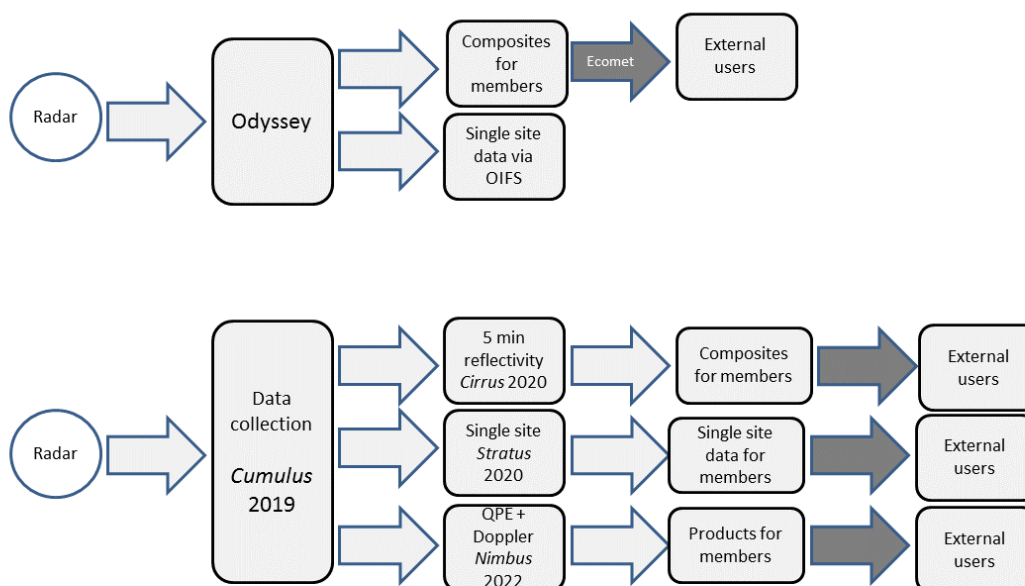 Radar
Odyssey
Composites
for
members
Ecomet
External
users
Single site
data via
OIFS
Radar
Data
collection
Cumulus
2019
5 min
reflectivity
Cirrus 2020
Composites
for members
External
users
Single site
Stratus
2020
Single site
data for
members
External
users
QPE +
Doppler
Nimbus
2022
Products for
members
External
users